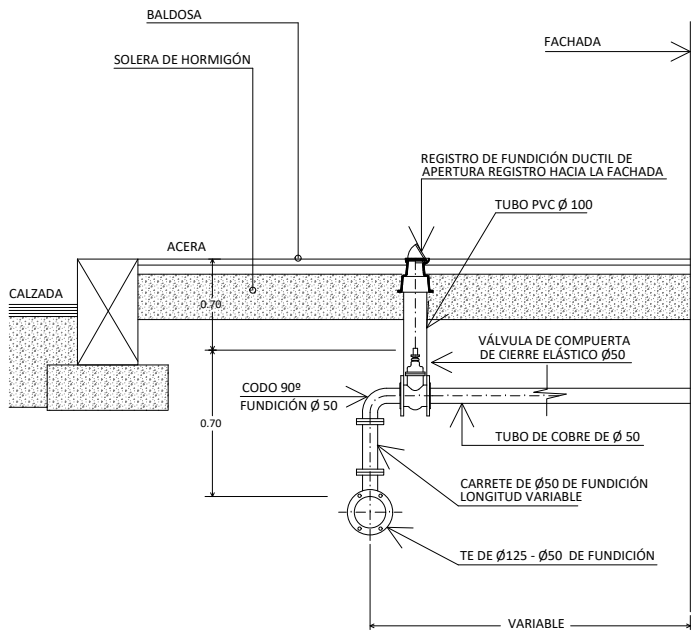 BALDOSA
FACHADA
SOLERA DE HORMIGÓN
REGISTRO DE FUNDICIÓN DUCTIL DE
APERTURA REGISTRO HACIA LA FACHADA
TUBO PVC Ø 100
ACERA
CALZADA
0.70
VÁLVULA DE COMPUERTA
DE CIERRE ELÁSTICO Ø50
CODO 90º
FUNDICIÓN Ø 50
0.70
TUBO DE COBRE DE Ø 50
CARRETE DE Ø50 DE FUNDICIÓN
LONGITUD VARIABLE
TE DE Ø125 - Ø50 DE FUNDICIÓN
VARIABLE